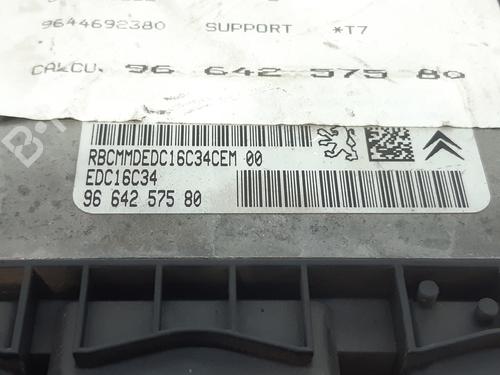 9644692380 SUPPORT *T7
CALCU. 96 642 575 80
RBCMMDEDC16C34CEM 00
EDC16C34
96 642 575 80